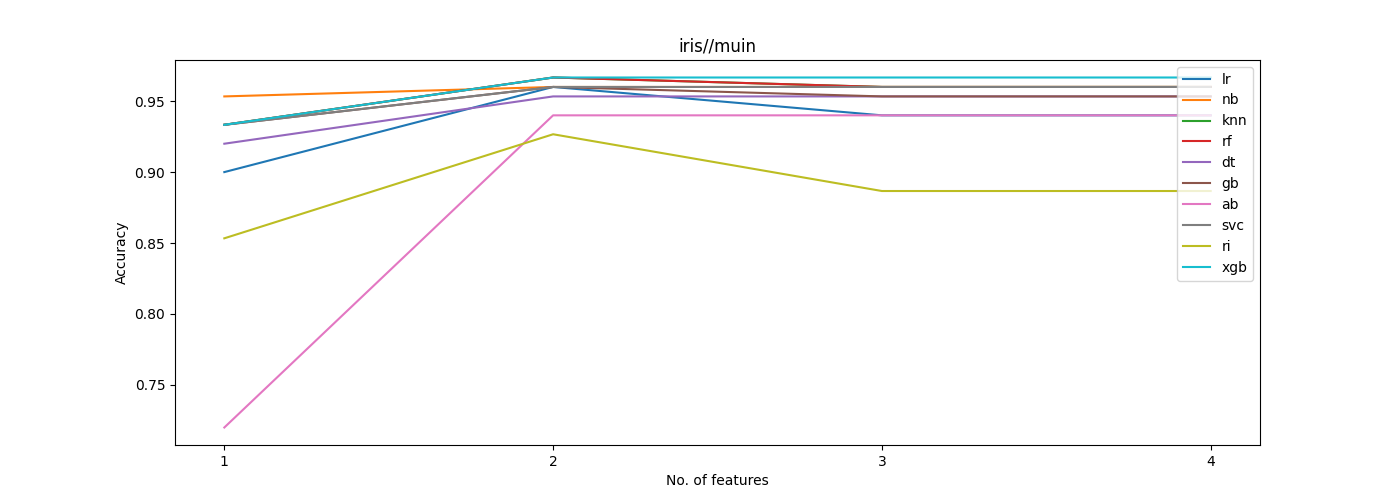 iris//muin
Accuracy
0.95
0.90
0.85
0.80
0.75
1 2 3 4
No. of features
lr
nb
knn
rf
dt
gb
ab
svc
ri
xgb